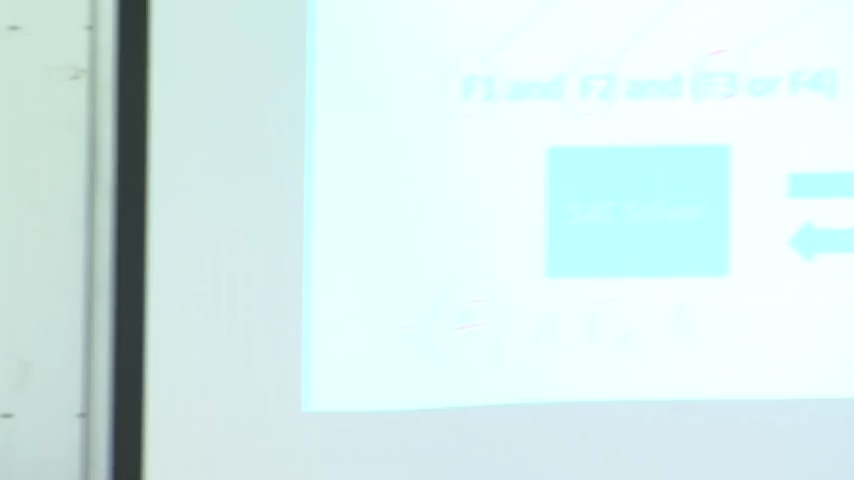 F1 and F2 and (F3 or F4)
SAT Solver